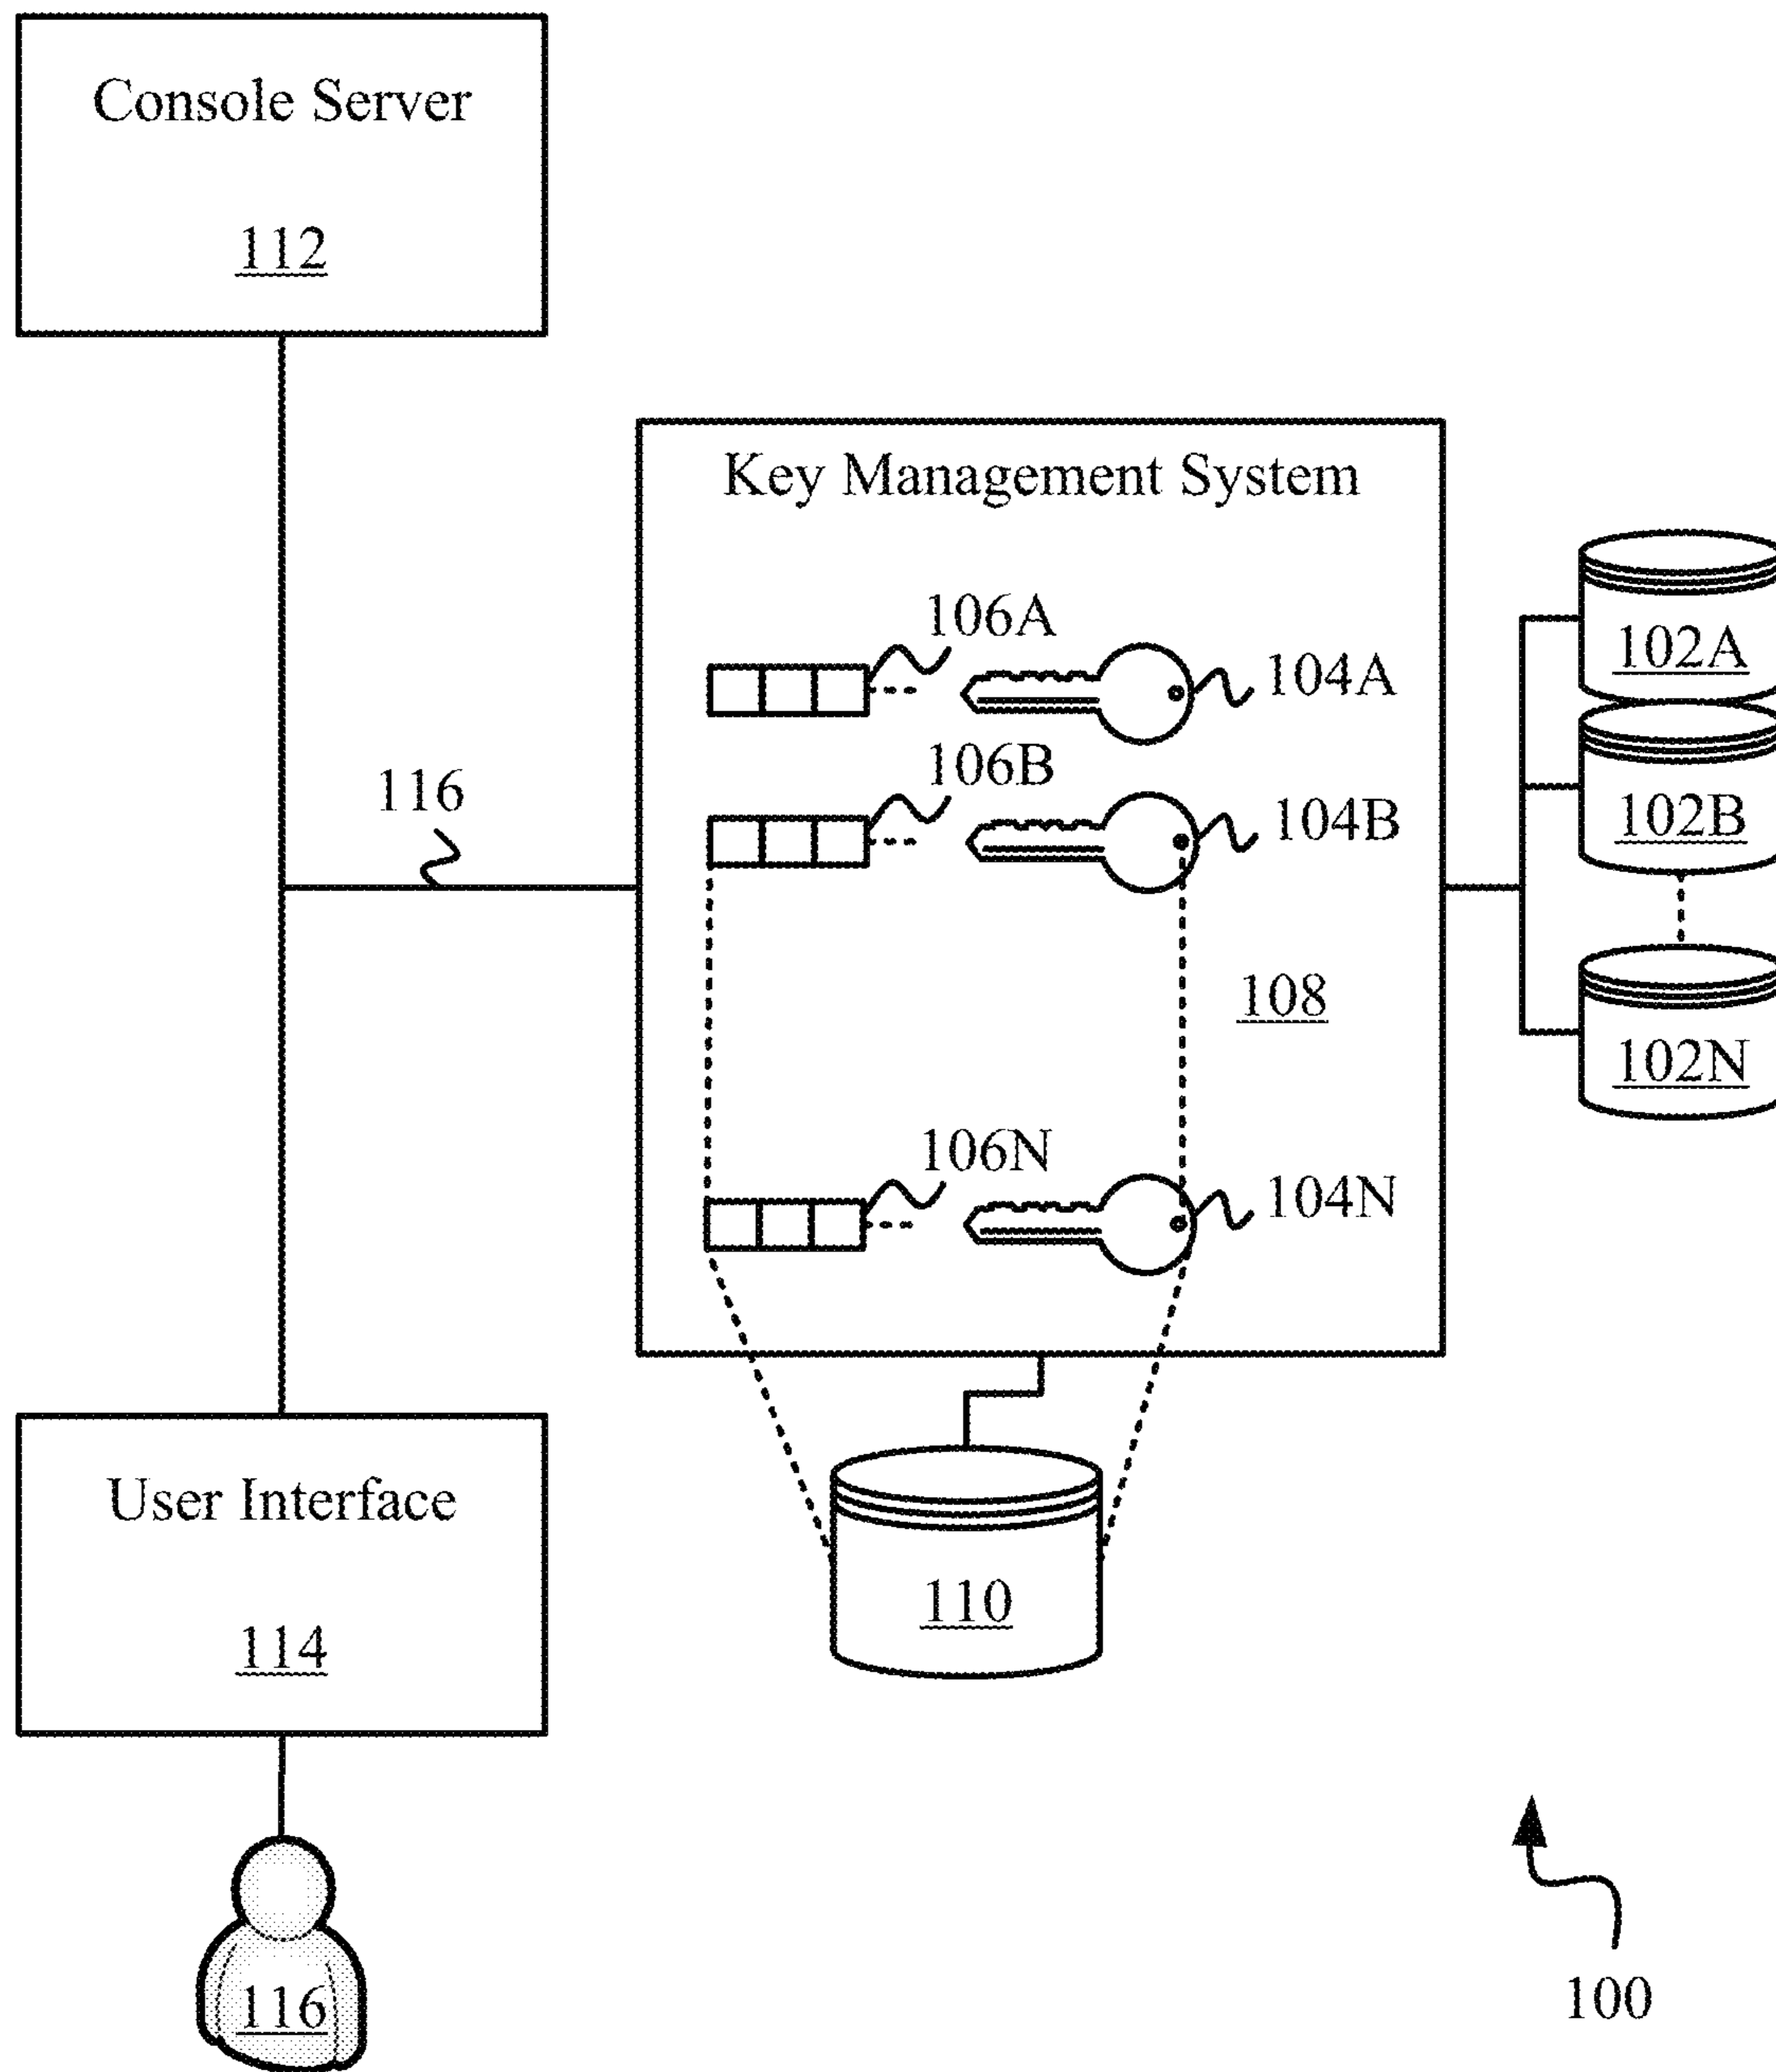 Console Server
112
Key Management System
106A
104A
102A
106B
104B
116
102B
108
102N
106N
104N
User Interface
114
110
116
100